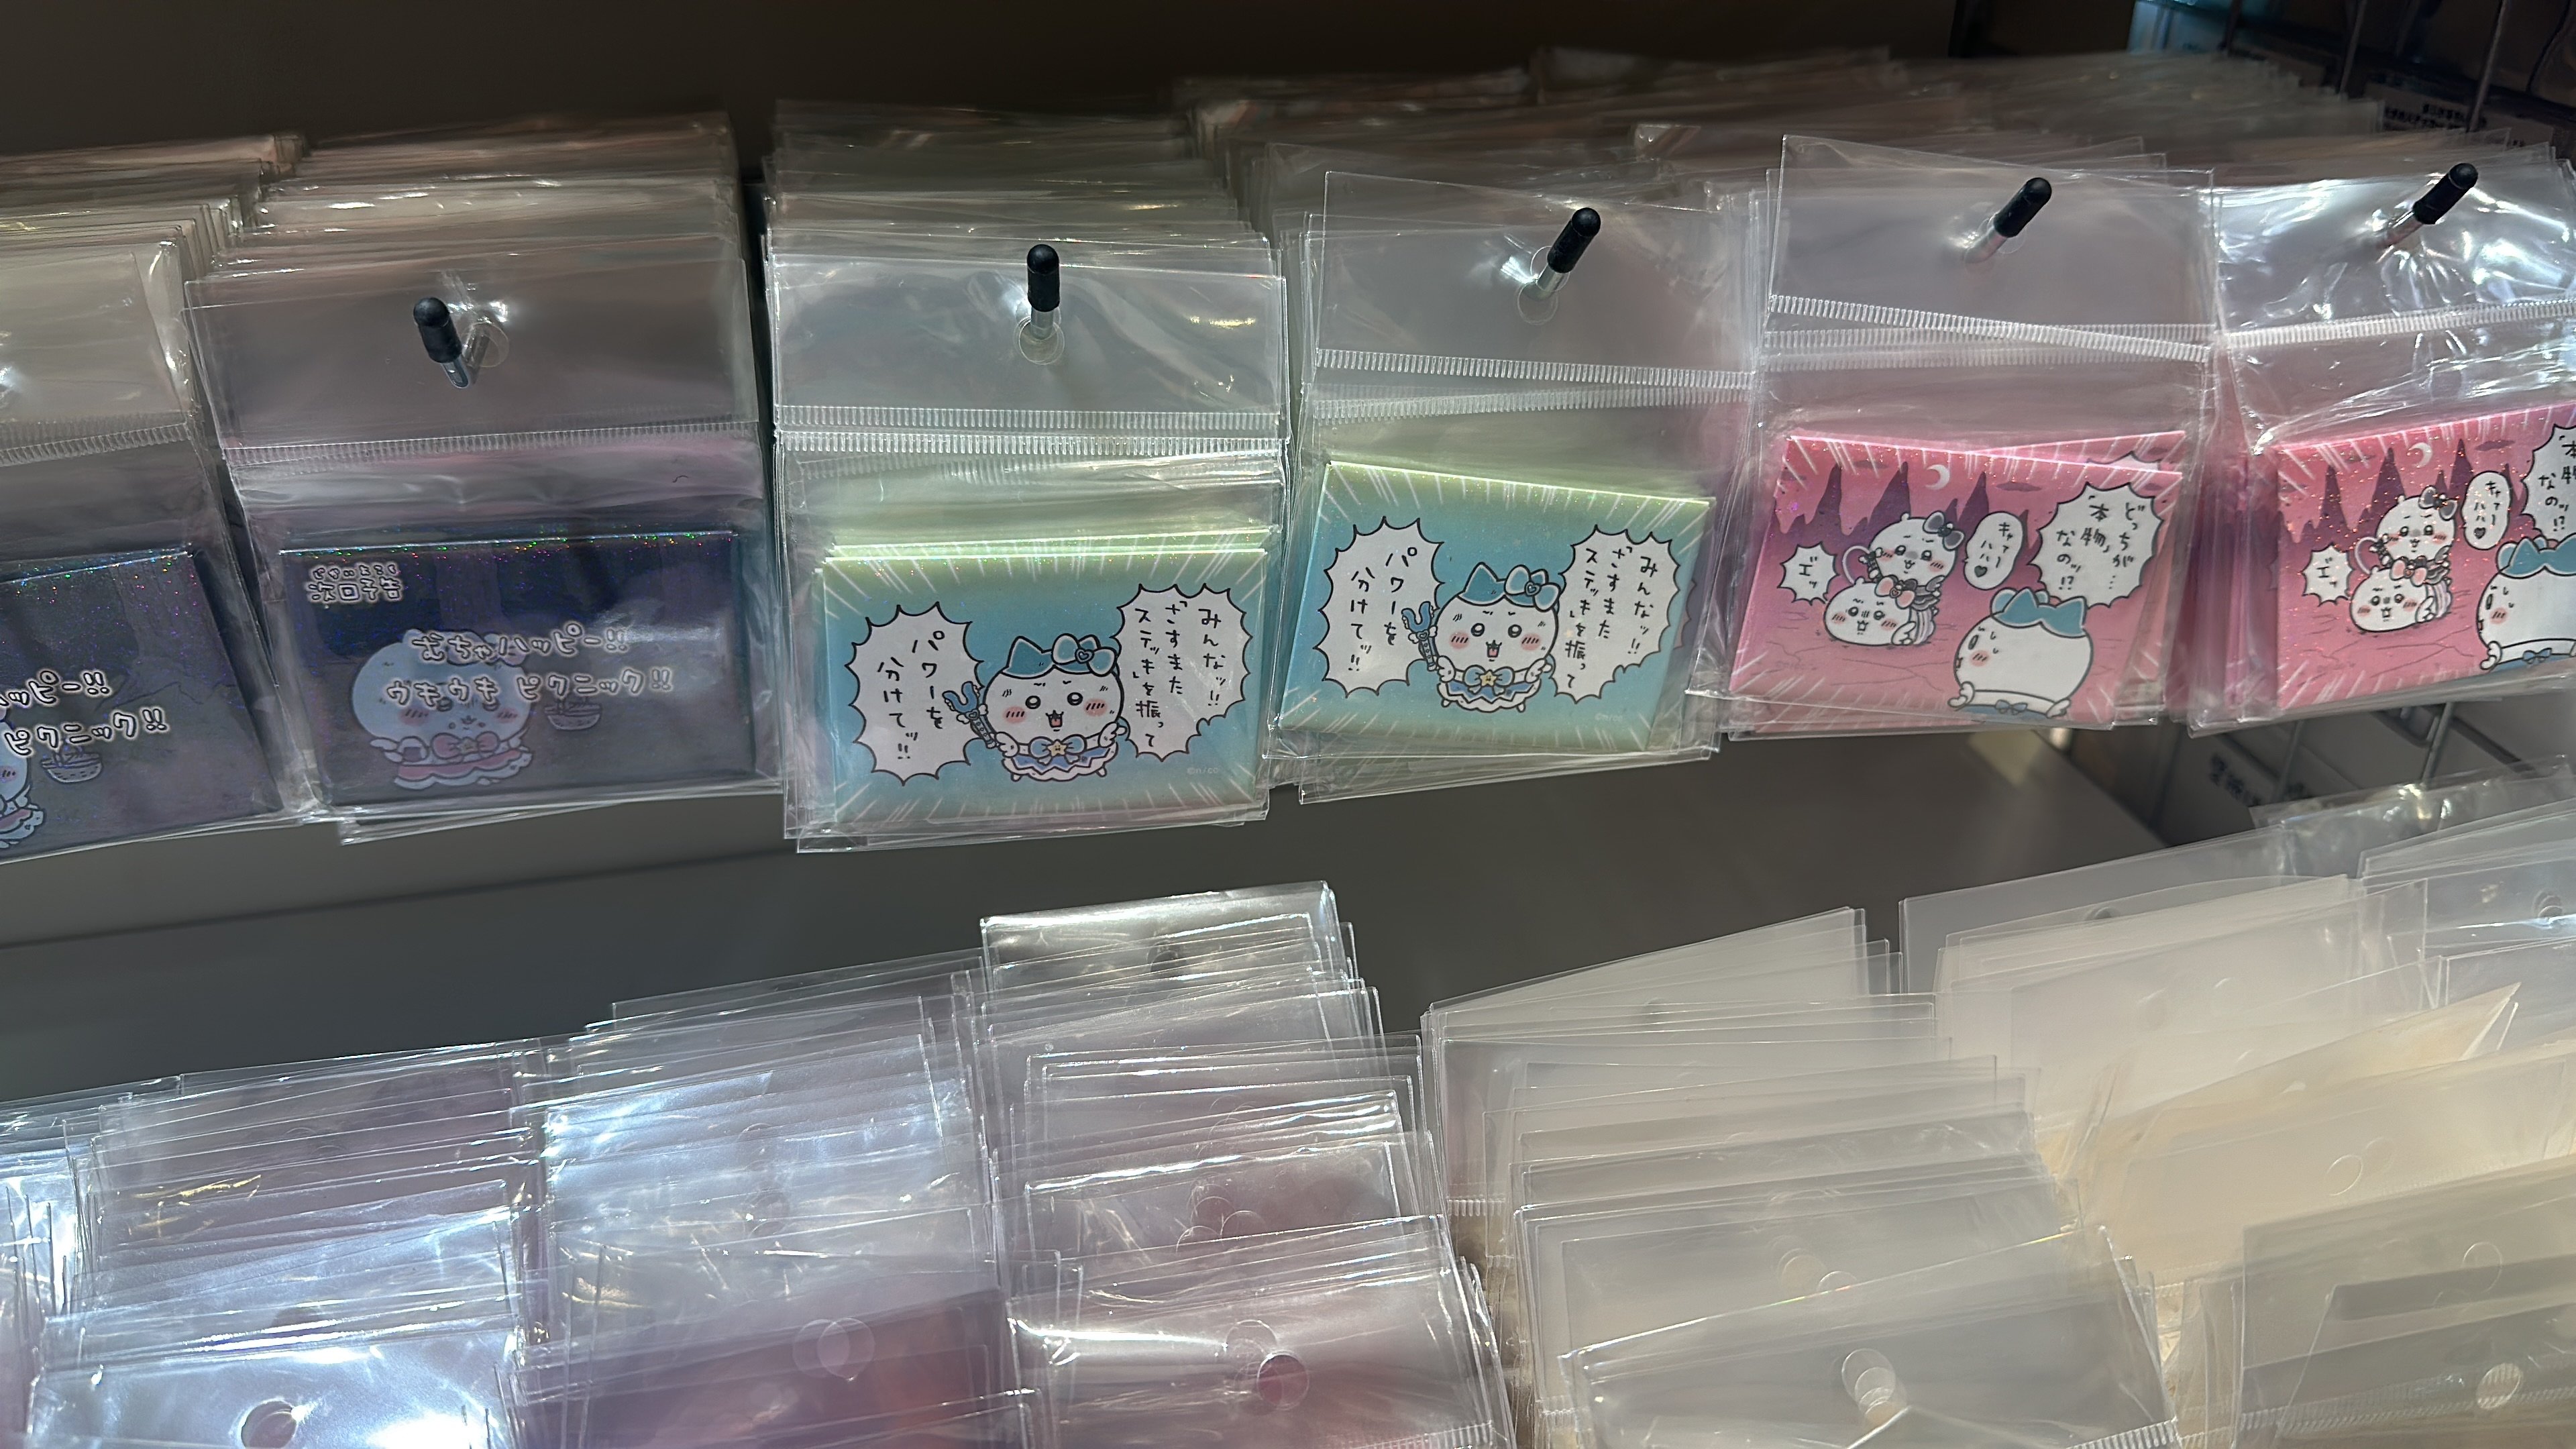 ッピー!!
ピクニック!!
次回予告
むちゃハッピー!!
ウキウキ ピクニック!!
みんなッ!!
「さすまた
ステッキ」を振って
パワーを
分けてッ!!
みんなッ!!
「さすまた
ステッキ」を振って
パワーを
分けてッ!!
どっちが…
「本物」
なのッ!?
キャー
ハハ♥
エッ
「本物
なのッ!?
キャー
ハハ♥
エッ